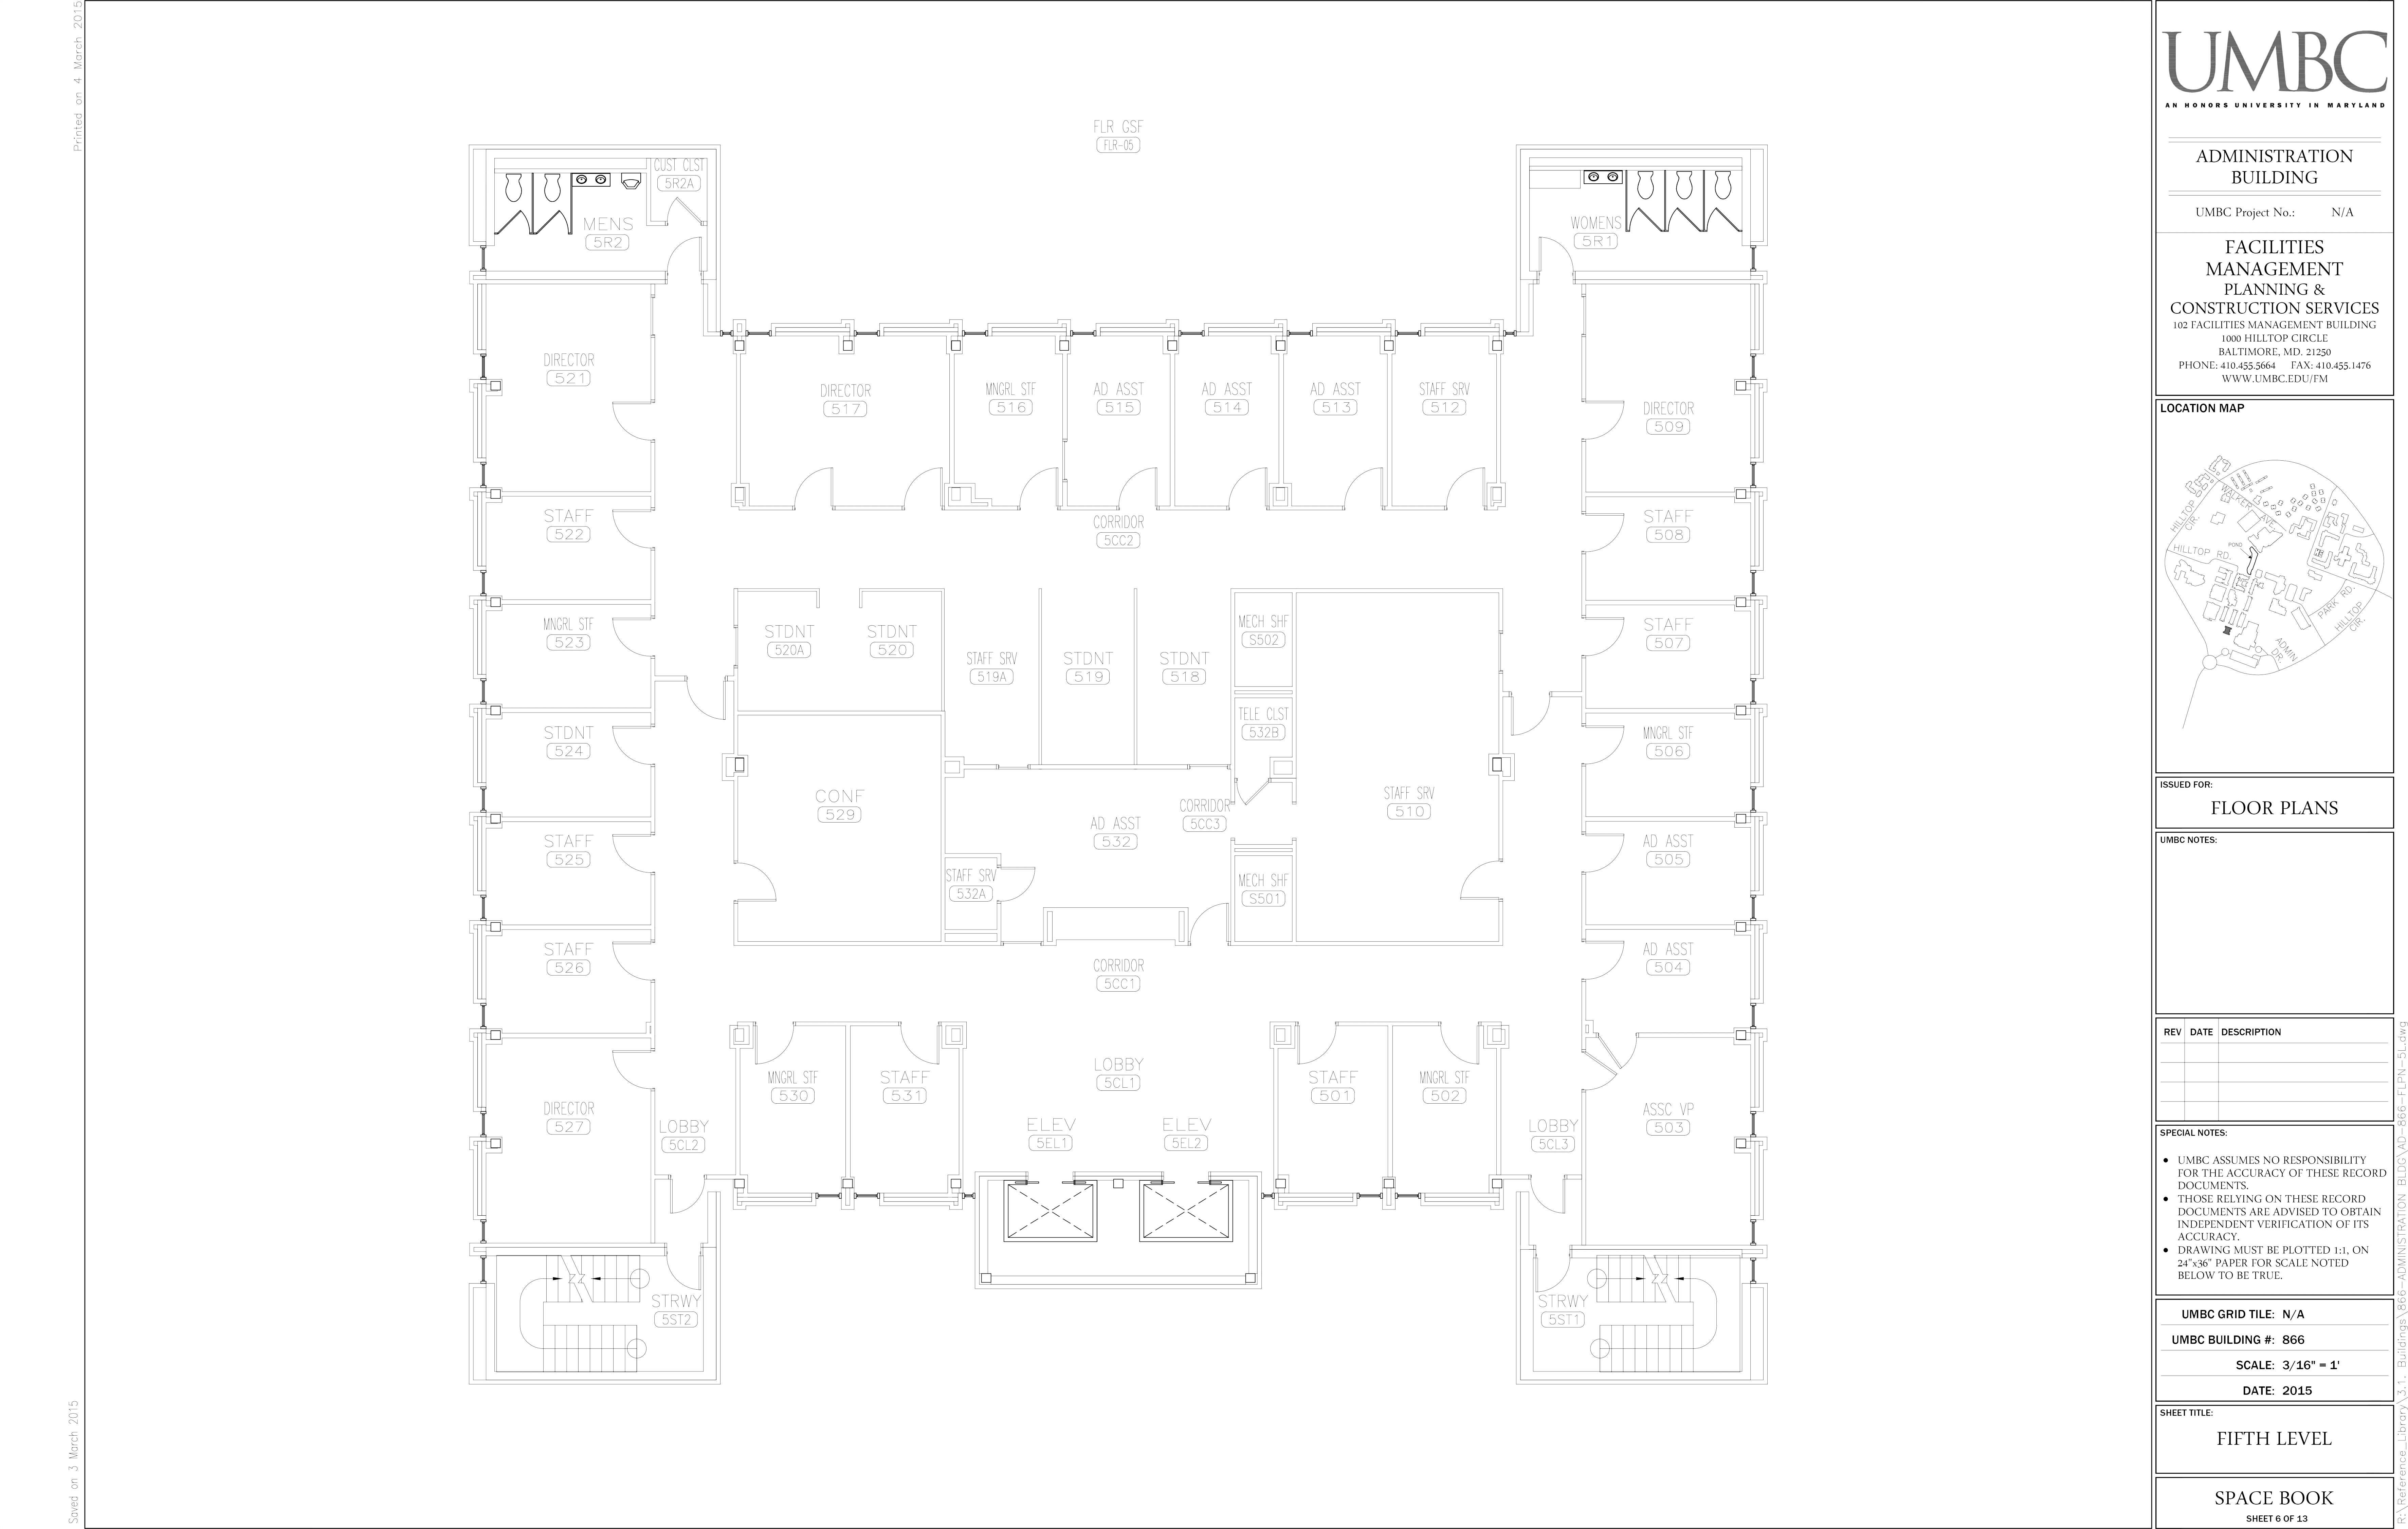 Printed on 4 March 2015
Saved on 3 March 2015
FLR GSF
FLR-05
CUST CLST
5R2A
MENS
5R2
WOMENS
5R1
DIRECTOR
521
DIRECTOR
517
MNGRL STF
516
AD ASST
515
AD ASST
514
AD ASST
513
STAFF SRV
512
DIRECTOR
509
STAFF
522
CORRIDOR
5CC2
STAFF
508
MNGRL STF
523
STDNT
520A
STDNT
520
STAFF SRV
519A
STDNT
519
STDNT
518
MECH SHF
S502
STAFF
507
STDNT
524
TELE CLST
532B
MNGRL STF
506
CONF
529
AD ASST
532
CORRIDOR
5CC3
STAFF SRV
510
STAFF
525
STAFF SRV
532A
MECH SHF
S501
AD ASST
505
STAFF
526
CORRIDOR
5CC1
AD ASST
504
MNGRL STF
530
STAFF
531
LOBBY
5CL1
STAFF
501
MNGRL STF
502
DIRECTOR
527
LOBBY
5CL2
ELEV
5EL1
ELEV
5EL2
LOBBY
5CL3
ASSC VP
503
STRWY
5ST2
STRWY
5ST1
UMBC
AN HONORS UNIVERSITY IN MARYLAND
ADMINISTRATION
BUILDING
UMBC Project No.: N/A
FACILITIES
MANAGEMENT
PLANNING &
CONSTRUCTION SERVICES
102 FACILITIES MANAGEMENT BUILDING
1000 HILLTOP CIRCLE
BALTIMORE, MD. 21250
PHONE: 410.455.5664 FAX: 410.455.1476
WWW.UMBC.EDU/FM
LOCATION MAP
WALKER AVE.
HILLTOP
CIR.
POND
HILLTOP RD.
PARK RD.
HILLTOP
CIR.
ADMIN
DR.
ISSUED FOR:
FLOOR PLANS
UMBC NOTES:
REV DATE DESCRIPTION
SPECIAL NOTES:
● UMBC ASSUMES NO RESPONSIBILITY
FOR THE ACCURACY OF THESE RECORD
DOCUMENTS.
● THOSE RELYING ON THESE RECORD
DOCUMENTS ARE ADVISED TO OBTAIN
INDEPENDENT VERIFICATION OF ITS
ACCURACY.
● DRAWING MUST BE PLOTTED 1:1, ON
24"x36" PAPER FOR SCALE NOTED
BELOW TO BE TRUE.
UMBC GRID TILE: N/A
UMBC BUILDING #: 866
SCALE: 3/16" = 1'
DATE: 2015
SHEET TITLE:
FIFTH LEVEL
SPACE BOOK
SHEET 6 OF 13
R:\Reference_Library\3.1. Buildings\866-ADMINISTRATION BLDG\AD-866-FLPN-5L.dwg